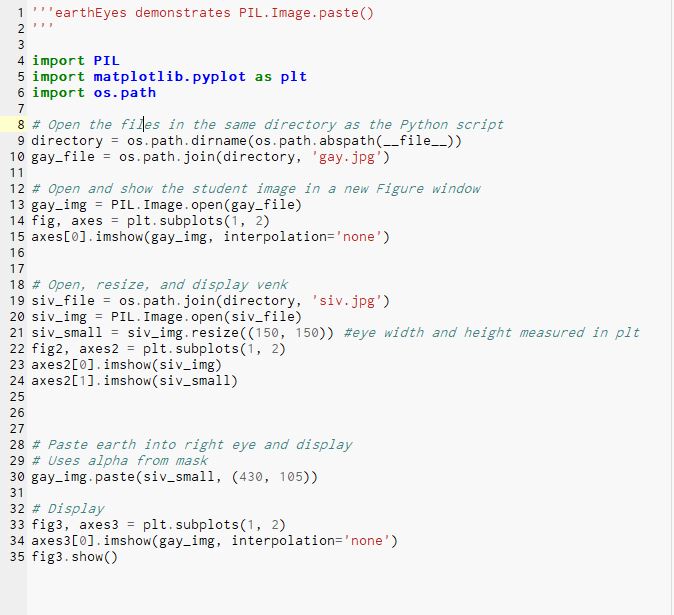 1 '''earthEyes demonstrates PIL.Image.paste()
2 '''
3
4 import PIL
5 import matplotlib.pyplot as plt
6 import os.path
7
8 # Open the files in the same directory as the Python script
9 directory = os.path.dirname(os.path.abspath(__file__))
10 gay_file = os.path.join(directory, 'gay.jpg')
11
12 # Open and show the student image in a new Figure window
13 gay_img = PIL.Image.open(gay_file)
14 fig, axes = plt.subplots(1, 2)
15 axes[0].imshow(gay_img, interpolation='none')
16
17
18 # Open, resize, and display venk
19 siv_file = os.path.join(directory, 'siv.jpg')
20 siv_img = PIL.Image.open(siv_file)
21 siv_small = siv_img.resize((150, 150)) #eye width and height measured in plt
22 fig2, axes2 = plt.subplots(1, 2)
23 axes2[0].imshow(siv_img)
24 axes2[1].imshow(siv_small)
25
26
27
28 # Paste earth into right eye and display
29 # Uses alpha from mask
30 gay_img.paste(siv_small, (430, 105))
31
32 # Display
33 fig3, axes3 = plt.subplots(1, 2)
34 axes3[0].imshow(gay_img, interpolation='none')
35 fig3.show()